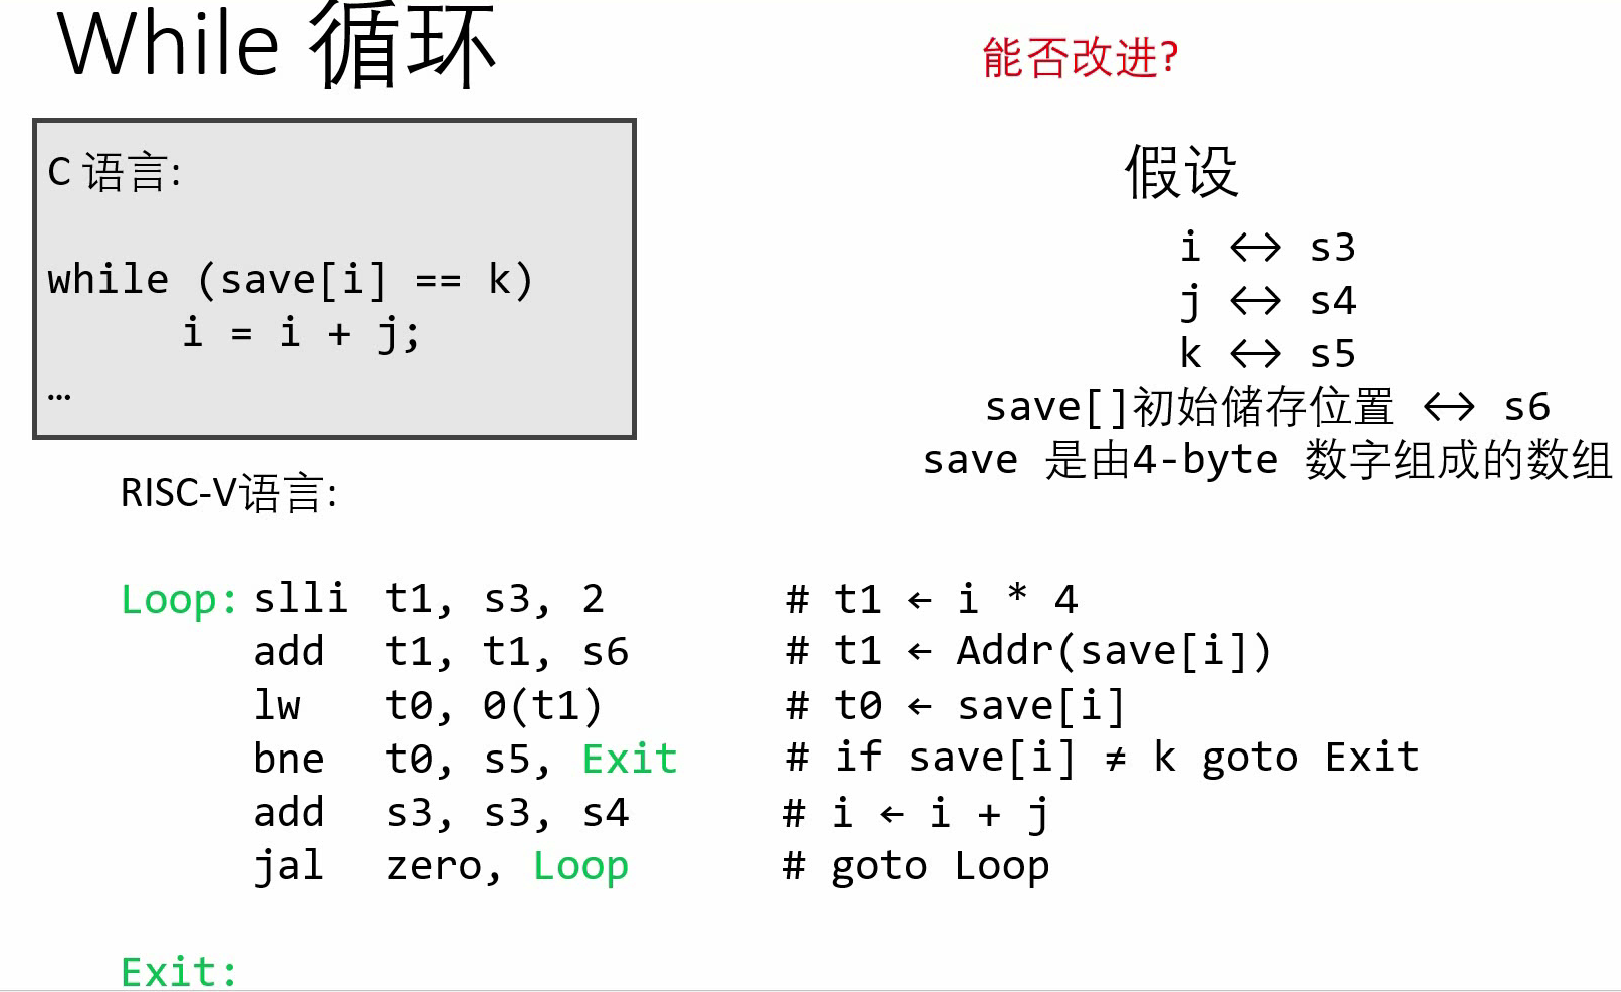 While 循环
能否改进?
C 语言:
while (save[i] == k)
i = i + j;
…
假设
i ↔ s3
j ↔ s4
k ↔ s5
save[]初始储存位置 ↔ s6
save 是由4-byte 数字组成的数组
RISC-V语言:
Loop: slli t1, s3, 2 # t1 ← i * 4
add t1, t1, s6 # t1 ← Addr(save[i])
lw t0, 0(t1) # t0 ← save[i]
bne t0, s5, Exit # if save[i] ≠ k goto Exit
add s3, s3, s4 # i ← i + j
jal zero, Loop # goto Loop
Exit: